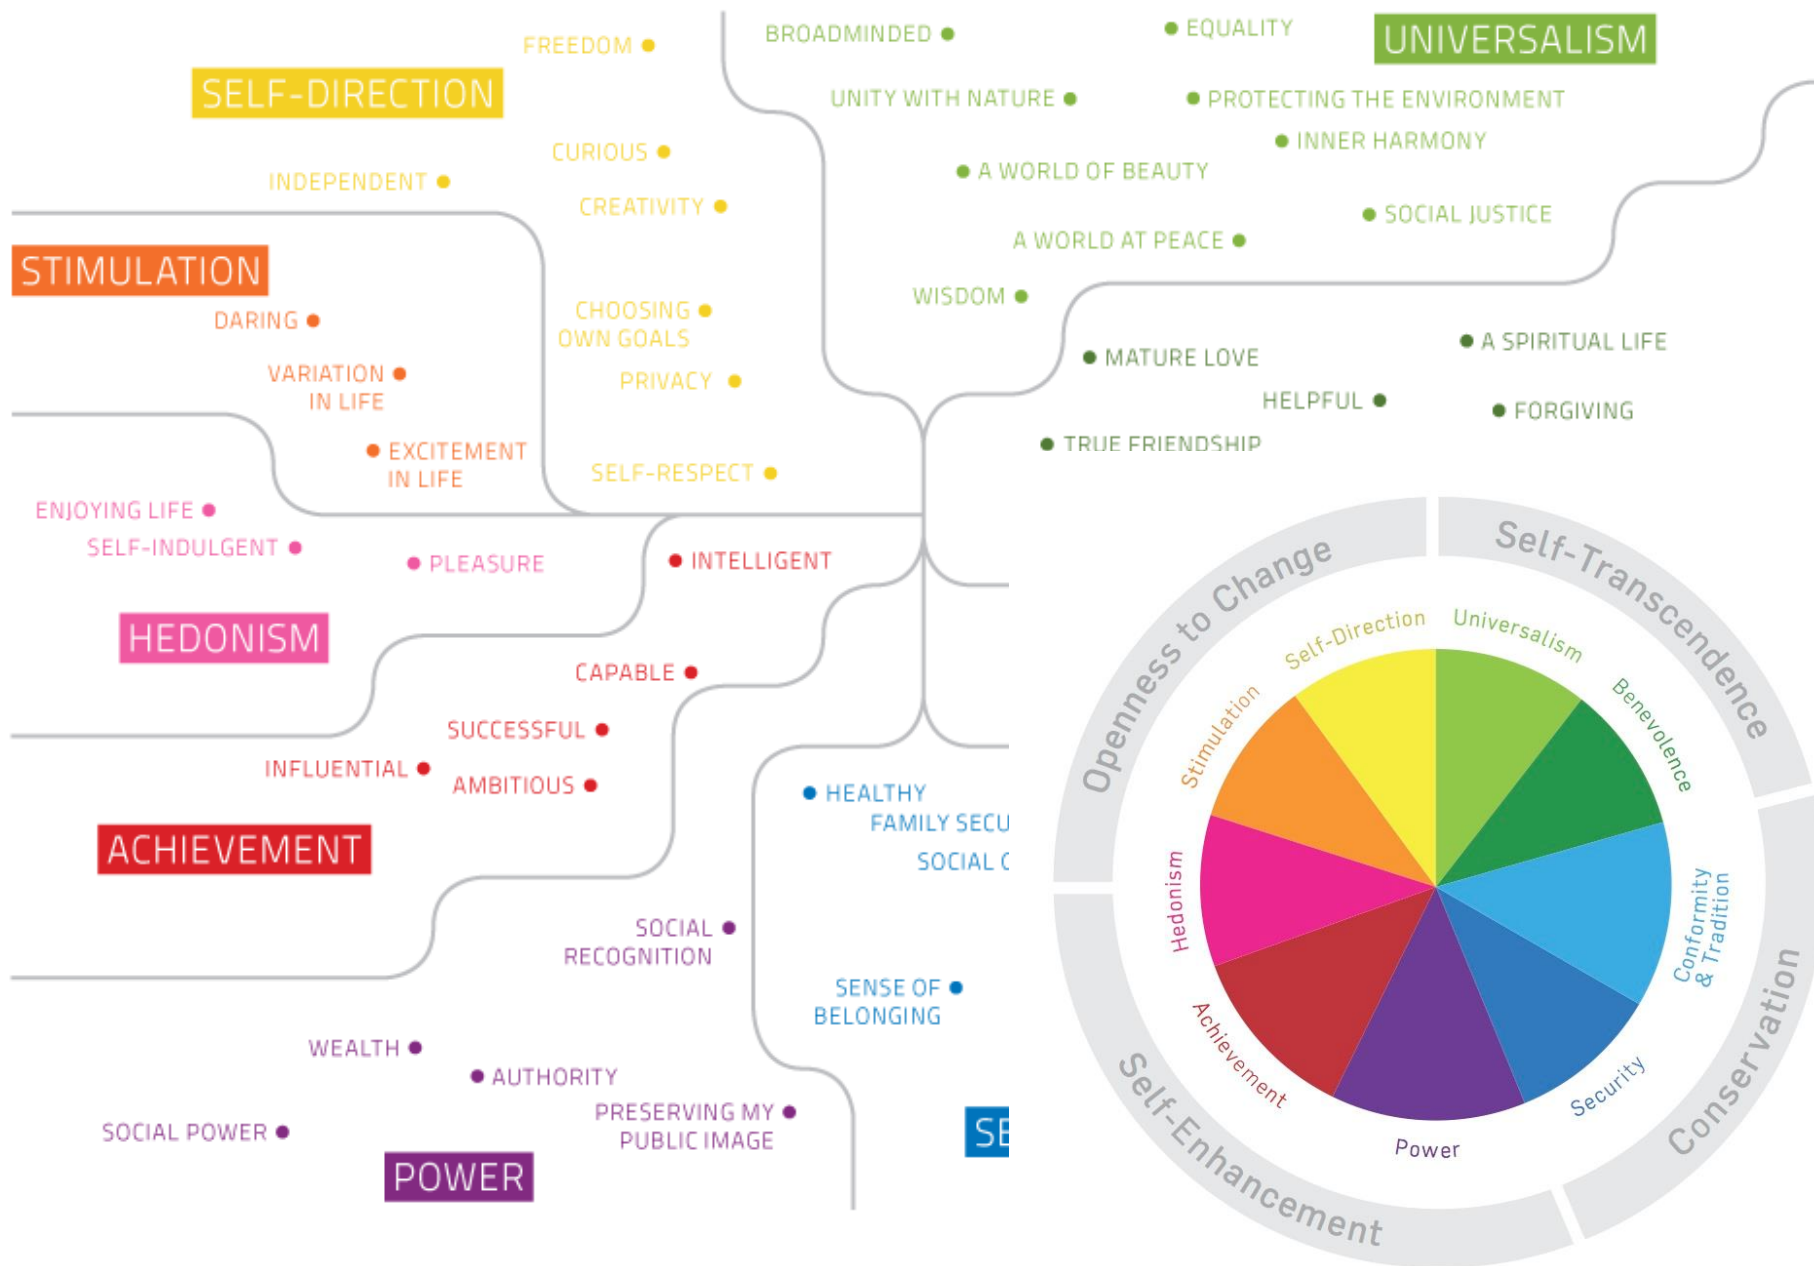 FREEDOM
SELF-DIRECTION
CURIOUS
INDEPENDENT
CREATIVITY
CHOOSING
OWN GOALS
PRIVACY
SELF-RESPECT
BROADMINDED
EQUALITY
UNIVERSALISM
UNITY WITH NATURE
PROTECTING THE ENVIRONMENT
INNER HARMONY
A WORLD OF BEAUTY
SOCIAL JUSTICE
A WORLD AT PEACE
WISDOM
STIMULATION
DARING
VARIATION
IN LIFE
EXCITEMENT
IN LIFE
MATURE LOVE
A SPIRITUAL LIFE
HELPFUL
FORGIVING
TRUE FRIENDSHIP
ENJOYING LIFE
SELF-INDULGENT
PLEASURE
HEDONISM
INTELLIGENT
CAPABLE
SUCCESSFUL
INFLUENTIAL
AMBITIOUS
ACHIEVEMENT
HEALTHY
FAMILY SECU
SOCIAL
SENSE OF
BELONGING
SE
SOCIAL
RECOGNITION
WEALTH
AUTHORITY
PRESERVING MY
PUBLIC IMAGE
SOCIAL POWER
POWER
Openness to Change
Self-Transcendence
Conservation
Self-Enhancement
Self-Direction
Universalism
Benevolence
Conformity
& Tradition
Security
Power
Achievement
Hedonism
Stimulation